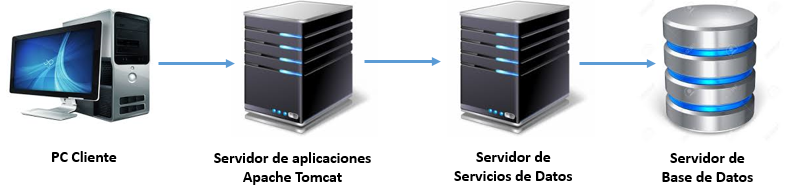 PC Cliente
Servidor de aplicaciones
Apache Tomcat
Servidor de
Servicios de Datos
Servidor de
Base de Datos